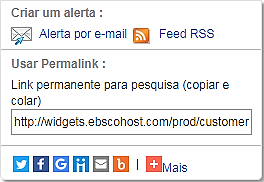 Criar um alerta :
Alerta por e-mail Feed RSS
Usar Permalink :
Link permanente para pesquisa (copiar e
colar)
http://widgets.ebscohost.com/prod/customer
| Mais